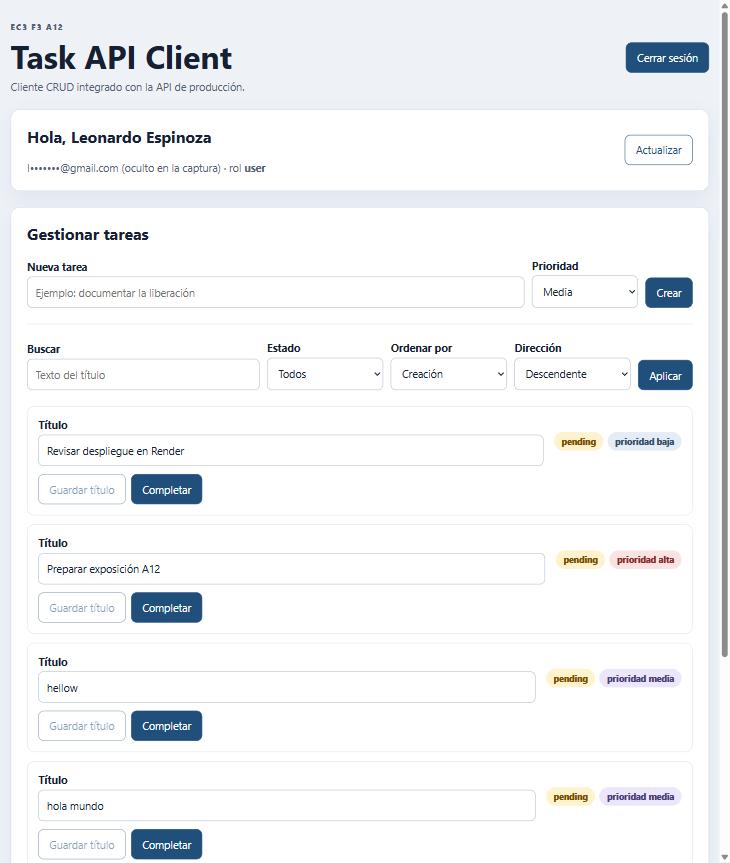 EC3 F3 A12
Task API Client
Cerrar sesión
Cliente CRUD integrado con la API de producción.
Hola, Leonardo Espinoza
l•••••••@gmail.com (oculto en la captura) · rol user
Actualizar
Gestionar tareas
Nueva tarea
Prioridad
Ejemplo: documentar la liberación
Media
Crear
Buscar
Estado
Ordenar por
Dirección
Texto del título
Todos
Creación
Descendente
Aplicar
Título
Revisar despliegue en Render
pending
prioridad baja
Guardar título
Completar
Título
Preparar exposición A12
pending
prioridad alta
Guardar título
Completar
Título
hellow
pending
prioridad media
Guardar título
Completar
Título
hola mundo
pending
prioridad media
Guardar título
Completar